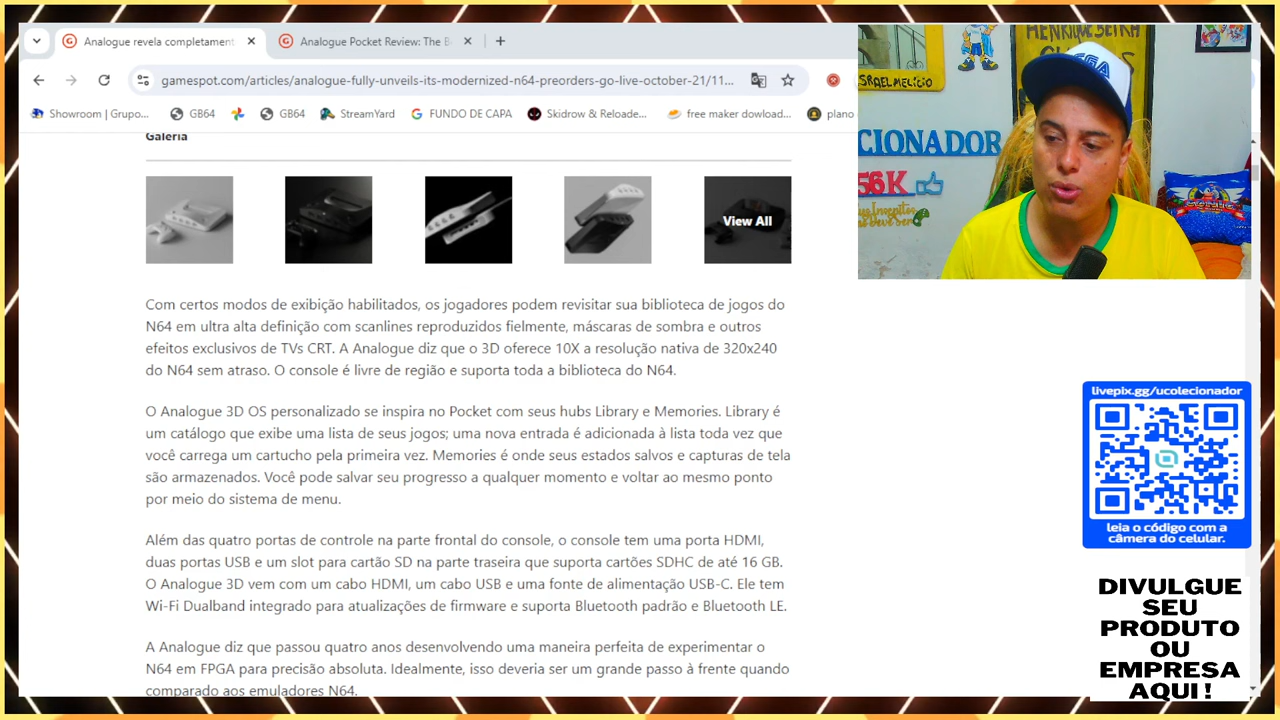 Analogue revela completament
Analogue Pocket Review: The B
gamespot.com/articles/analogue-fully-unveils-its-modernized-n64-preorders-go-live-october-21/11...
Showroom | Grupo...
GB64
GB64
StreamYard
FUNDO DE CAPA
Skidrow & Reloade...
free maker dowload...
plano
Galeria
View All
Com certos modos de exibição habilitados, os jogadores podem revisitar sua biblioteca de jogos do
N64 em ultra alta definição com scanlines reproduzidos fielmente, máscaras de sombra e outros
efeitos exclusivos de TVs CRT. A Analogue diz que o 3D oferece 10X a resolução nativa de 320x240
do N64 sem atraso. O console é livre de região e suporta toda a biblioteca do N64.
O Analogue 3D OS personalizado se inspira no Pocket com seus hubs Library e Memories. Library é
um catálogo que exibe uma lista de seus jogos; uma nova entrada é adicionada à lista toda vez que
você carrega um cartucho pela primeira vez. Memories é onde seus estados salvos e capturas de tela
são armazenados. Você pode salvar seu progresso a qualquer momento e voltar ao mesmo ponto
por meio do sistema de menu.
Além das quatro portas de controle na parte frontal do console, o console tem uma porta HDMI,
duas portas USB e um slot para cartão SD na parte traseira que suporta cartões SDHC de até 16 GB.
O Analogue 3D vem com um cabo HDMI, um cabo USB e uma fonte de alimentação USB-C. Ele tem
Wi-Fi Dualband integrado para atualizações de firmware e suporta Bluetooth padrão e Bluetooth LE.
A Analogue diz que passou quatro anos desenvolvendo uma maneira perfeita de experimentar o
N64 em FPGA para precisão absoluta. Idealmente, isso deveria ser um grande passo à frente quando
comparado aos emuladores N64.
ISRAEL MELICIO
CIONADOR
56K
SEGA
SONIC
livepix.gg/ucolecionador
leia o código com a
câmera do celular.
DIVULGUE
SEU
PRODUTO
OU
EMPRESA
AQUI!